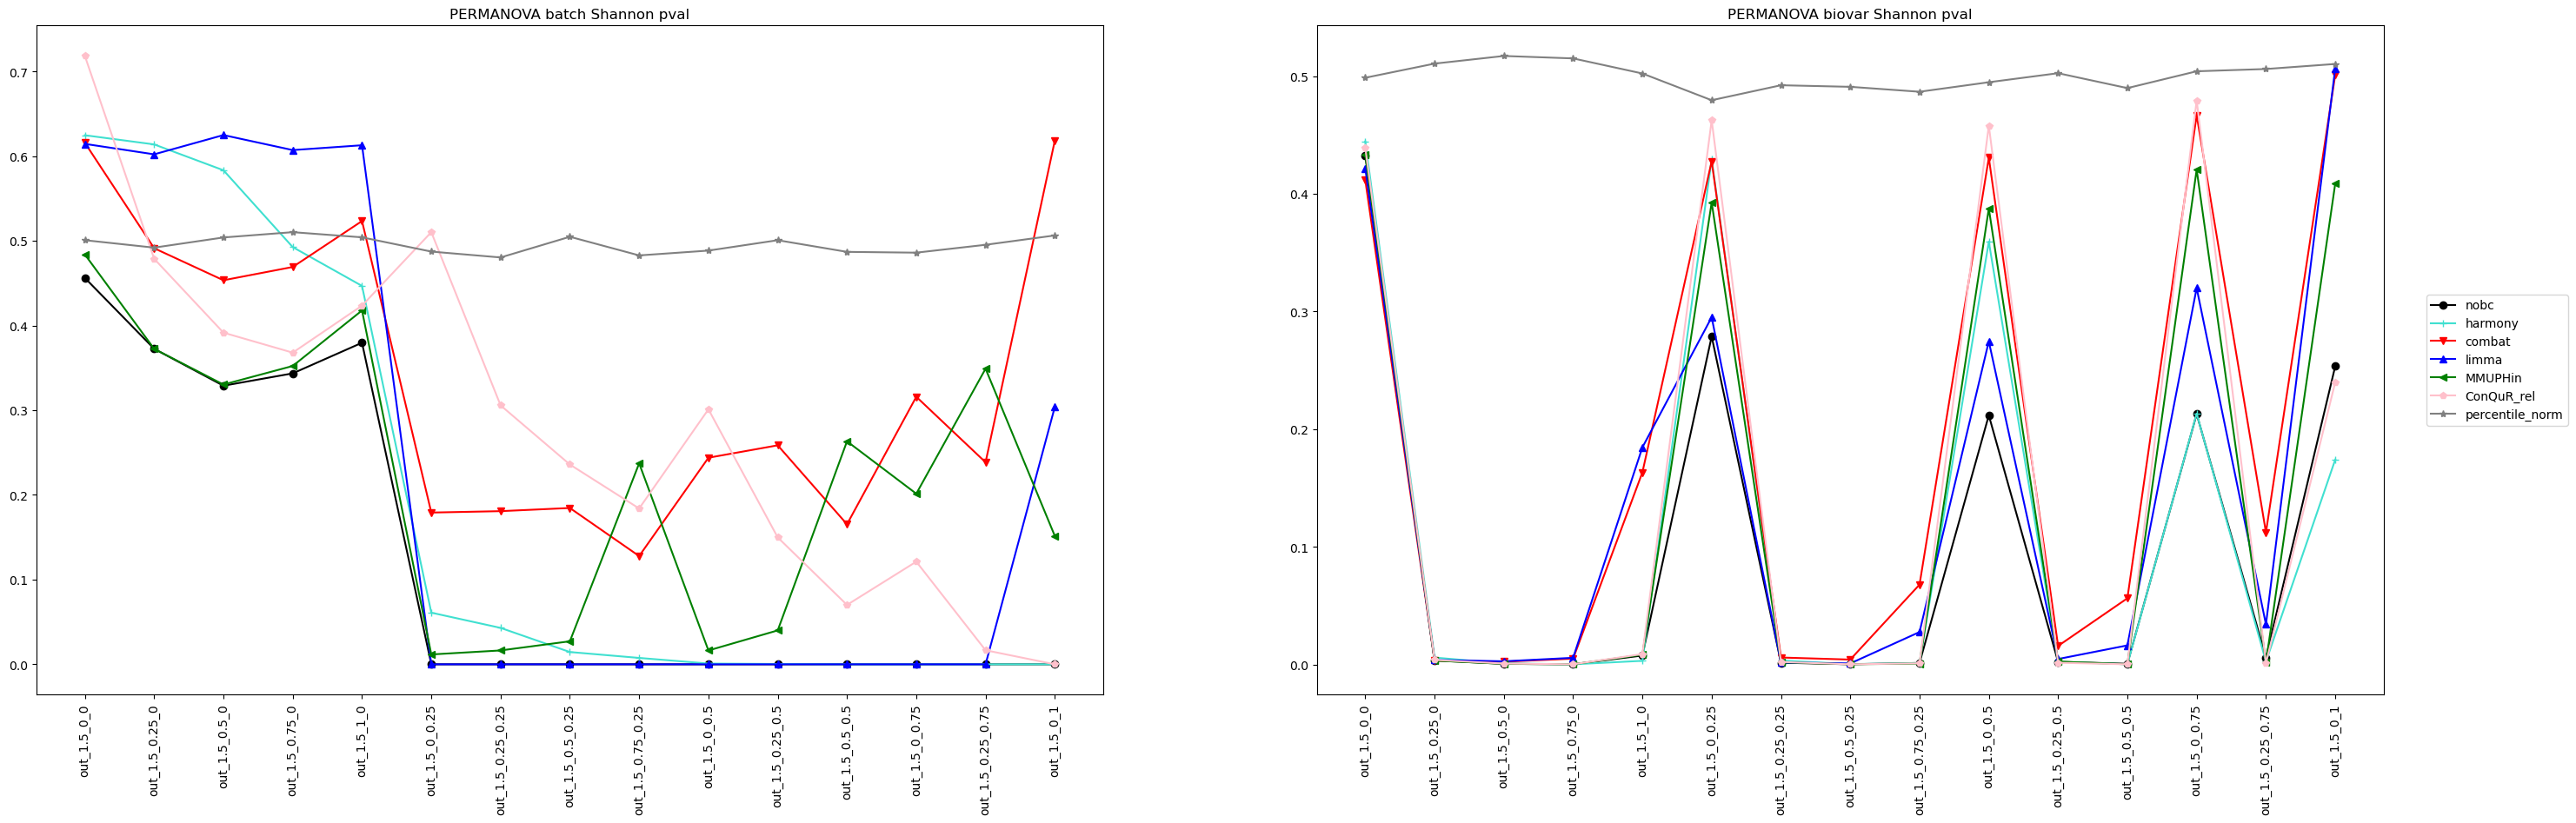 PERMANOVA batch Shannon pval
0.7
0.6
0.5
0.4
0.3
0.2
0.1
0.0
out_1.5_0_0
out_1.5_0.25_0
out_1.5_0.5_0
out_1.5_0.75_0
out_1.5_1_0
out_1.5_0_0.25
out_1.5_0.25_0.25
out_1.5_0.5_0.25
out_1.5_0.75_0.25
out_1.5_0_0.5
out_1.5_0.25_0.5
out_1.5_0.5_0.5
out_1.5_0_0.75
out_1.5_0.25_0.75
out_1.5_0_1
PERMANOVA biovar Shannon pval
0.5
0.4
0.3
0.2
0.1
0.0
out_1.5_0_0
out_1.5_0.25_0
out_1.5_0.5_0
out_1.5_0.75_0
out_1.5_1_0
out_1.5_0_0.25
out_1.5_0.25_0.25
out_1.5_0.5_0.25
out_1.5_0.75_0.25
out_1.5_0_0.5
out_1.5_0.25_0.5
out_1.5_0.5_0.5
out_1.5_0_0.75
out_1.5_0.25_0.75
out_1.5_0_1
nobc
harmony
combat
limma
MMUPHin
ConQuR_rel
percentile_norm